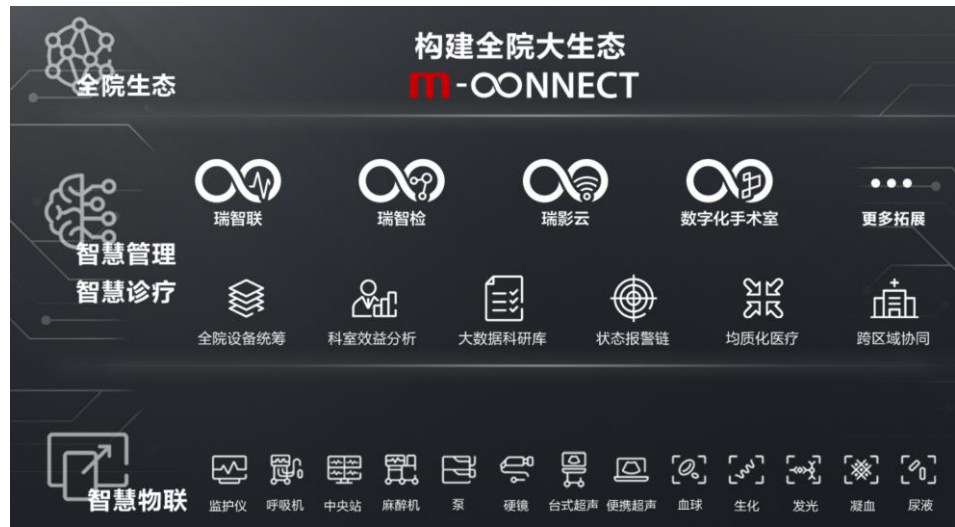 构建全院大生态
全院生态
m-CONNECT
瑞智联 瑞智检 瑞影云 数字化手术室 更多拓展
智慧管理
智慧诊疗
全院设备统筹 科室效益分析 大数据科研库 状态报警链 均质化医疗 跨区域协同
智慧物联
监护仪 呼吸机 中央站 麻醉机 泵 硬镜 台式超声 便携超声 血球 生化 发光 凝血 尿液